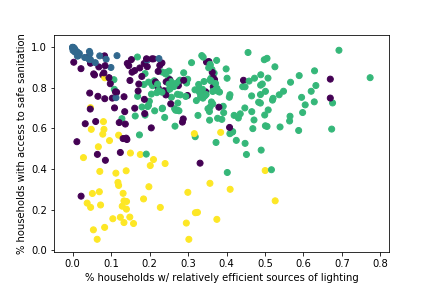 % households with access to safe sanitation
1.0
0.8
0.6
0.4
0.2
0.0
0.0 0.1 0.2 0.3 0.4 0.5 0.6 0.7 0.8
% households w/ relatively efficient sources of lighting